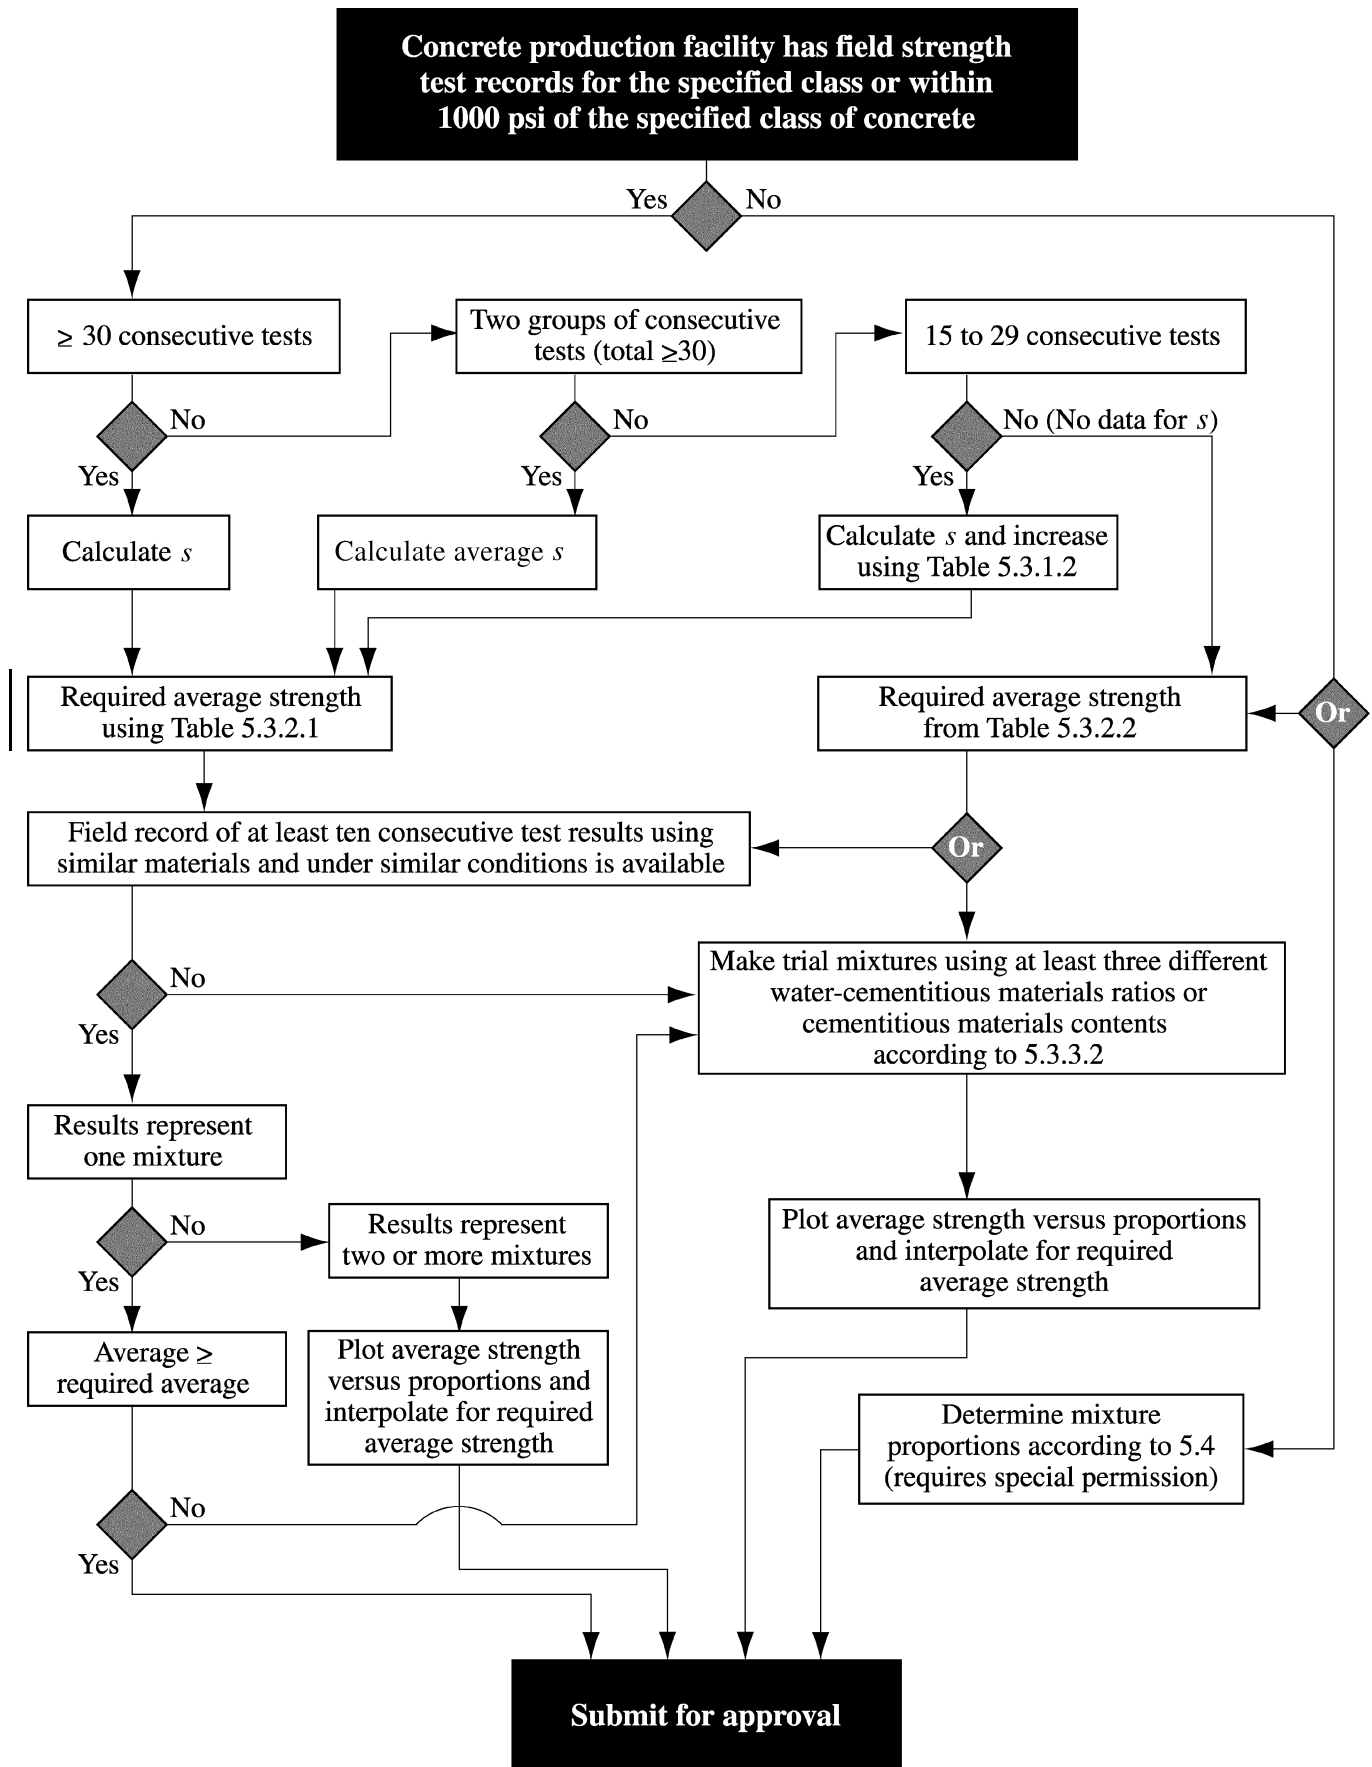 Concrete production facility has field strength
test records for the specified class or within
1000 psi of the specified class of concrete
Yes
No
≥ 30 consecutive tests
Two groups of consecutive
tests (total ≥30)
15 to 29 consecutive tests
No
No
No (No data for s)
Yes
Yes
Yes
Calculate s
Calculate average s
Calculate s and increase
using Table 5.3.1.2
Required average strength
using Table 5.3.2.1
Required average strength
from Table 5.3.2.2
Or
Field record of at least ten consecutive test results using
similar materials and under similar conditions is available
Or
No
Yes
Make trial mixtures using at least three different
water-cementitious materials ratios or
cementitious materials contents
according to 5.3.3.2
Results represent
one mixture
No
Yes
Results represent
two or more mixtures
Plot average strength versus proportions
and interpolate for required
average strength
Average ≥
required average
Plot average strength
versus proportions and
interpolate for required
average strength
Determine mixture
proportions according to 5.4
(requires special permission)
No
Yes
Submit for approval